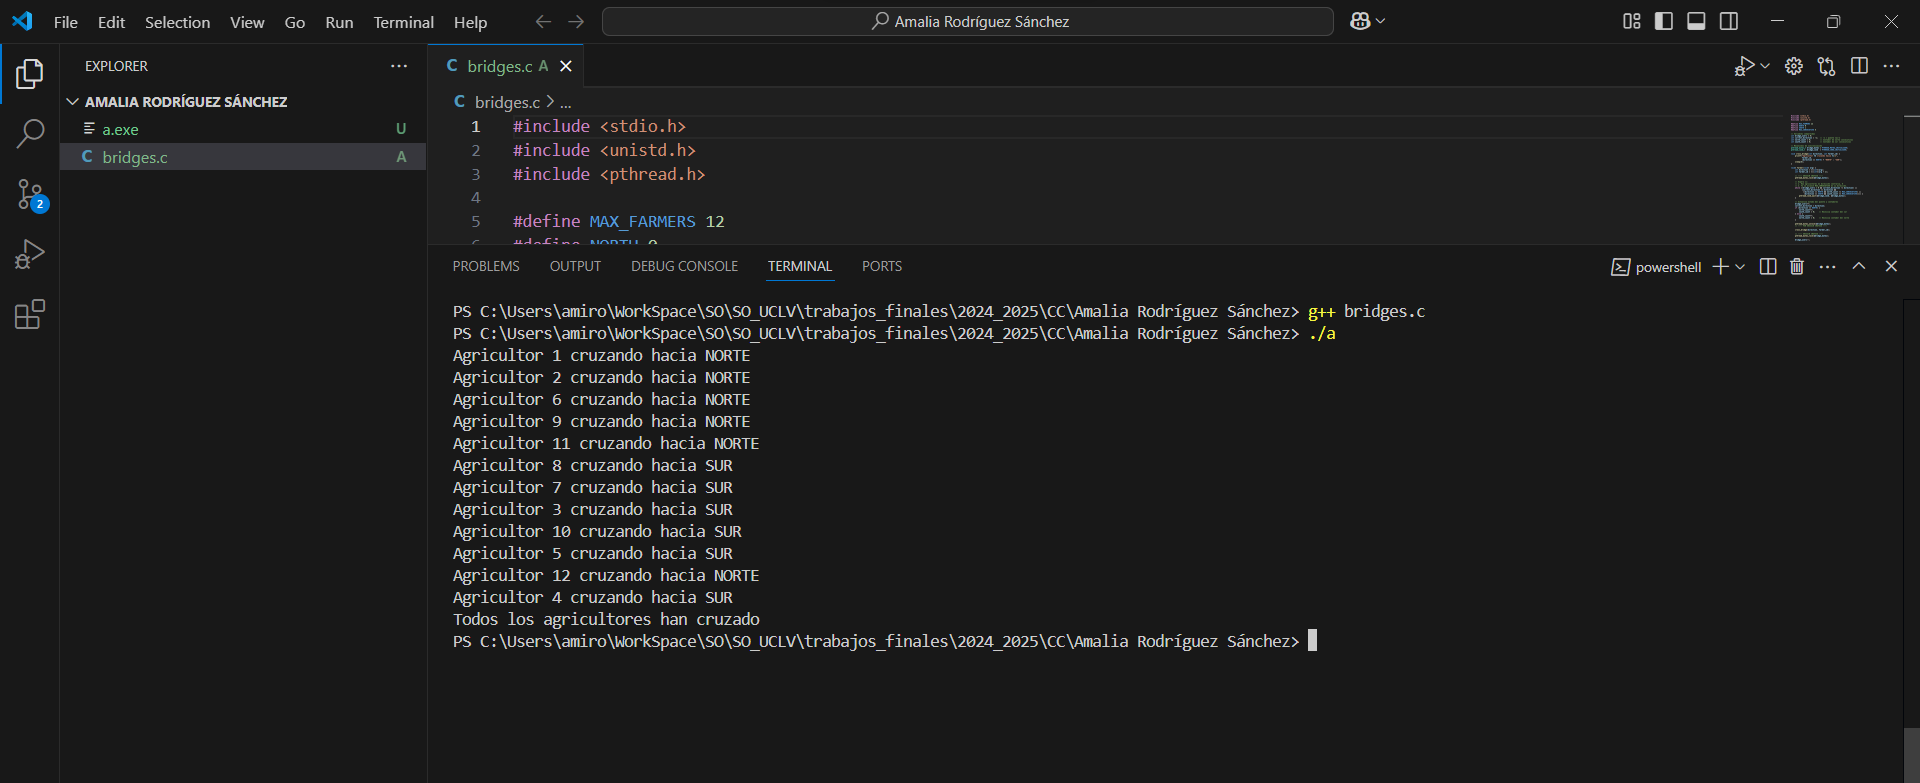 File Edit Selection View Go Run Terminal Help
Amalia Rodríguez Sánchez
EXPLORER
AMALIA RODRÍGUEZ SÁNCHEZ
a.exe U
C bridges.c A
2
C bridges.c A
C bridges.c > ...
1 #include <stdio.h>
2 #include <unistd.h>
3 #include <pthread.h>
4
5 #define MAX_FARMERS 12
6 #define NORTH 0
PROBLEMS OUTPUT DEBUG CONSOLE TERMINAL PORTS
powershell
PS C:\Users\amiro\WorkSpace\SO\SO_UCLV\trabajos_finales\2024_2025\CC\Amalia Rodríguez Sánchez> g++ bridges.c
PS C:\Users\amiro\WorkSpace\SO\SO_UCLV\trabajos_finales\2024_2025\CC\Amalia Rodríguez Sánchez> ./a
Agricultor 1 cruzando hacia NORTE
Agricultor 2 cruzando hacia NORTE
Agricultor 6 cruzando hacia NORTE
Agricultor 9 cruzando hacia NORTE
Agricultor 11 cruzando hacia NORTE
Agricultor 8 cruzando hacia SUR
Agricultor 7 cruzando hacia SUR
Agricultor 3 cruzando hacia SUR
Agricultor 10 cruzando hacia SUR
Agricultor 5 cruzando hacia SUR
Agricultor 12 cruzando hacia NORTE
Agricultor 4 cruzando hacia SUR
Todos los agricultores han cruzado
PS C:\Users\amiro\WorkSpace\SO\SO_UCLV\trabajos_finales\2024_2025\CC\Amalia Rodríguez Sánchez>